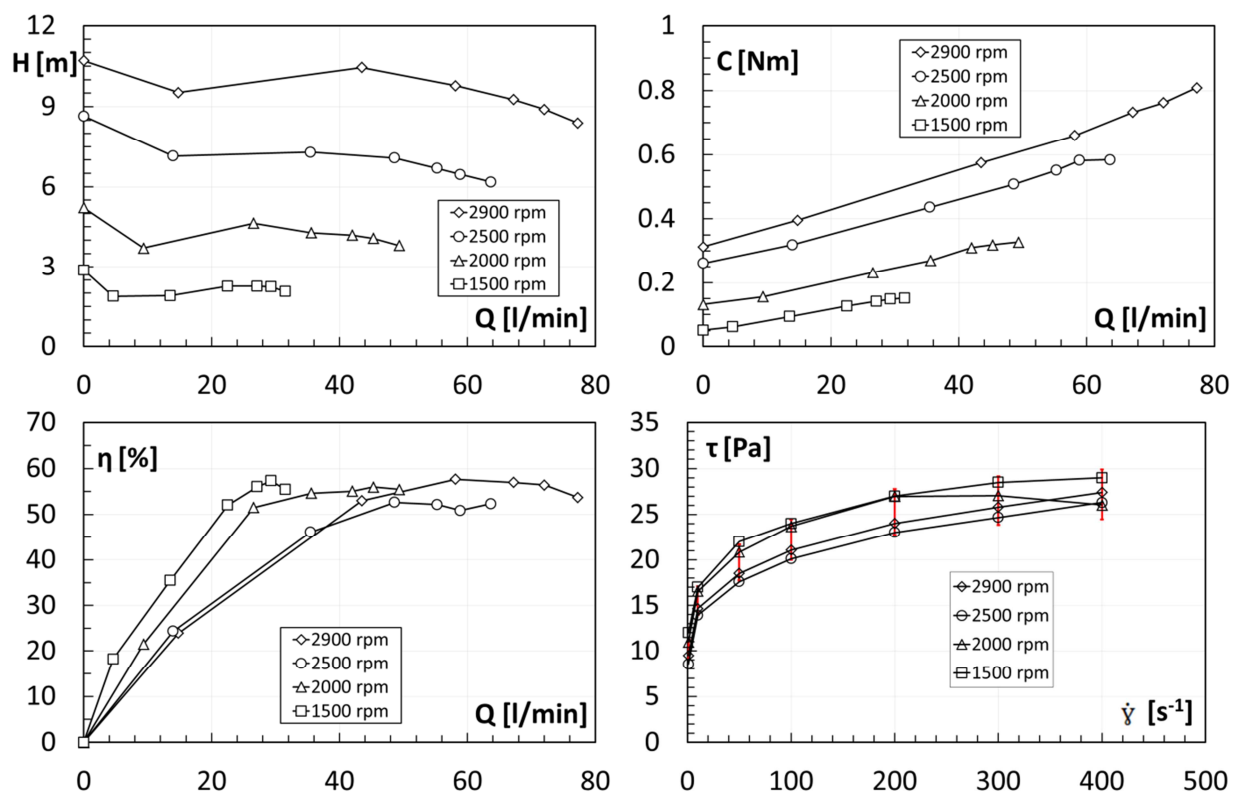 12
9
6
3
0
H [m]
2900 rpm
2500 rpm
2000 rpm
1500 rpm
Q [l/min]
0 20 40 60 80
1
0.8
0.6
0.4
0.2
0
C [Nm]
2900 rpm
2500 rpm
2000 rpm
1500 rpm
Q [l/min]
0 20 40 60 80
70
60
50
40
30
20
10
0
η [%]
2900 rpm
2500 rpm
2000 rpm
1500 rpm
Q [l/min]
0 20 40 60 80
35
30
25
20
15
10
5
0
τ [Pa]
2900 rpm
2500 rpm
2000 rpm
1500 rpm
γ̇ [s⁻¹]
0 100 200 300 400 500